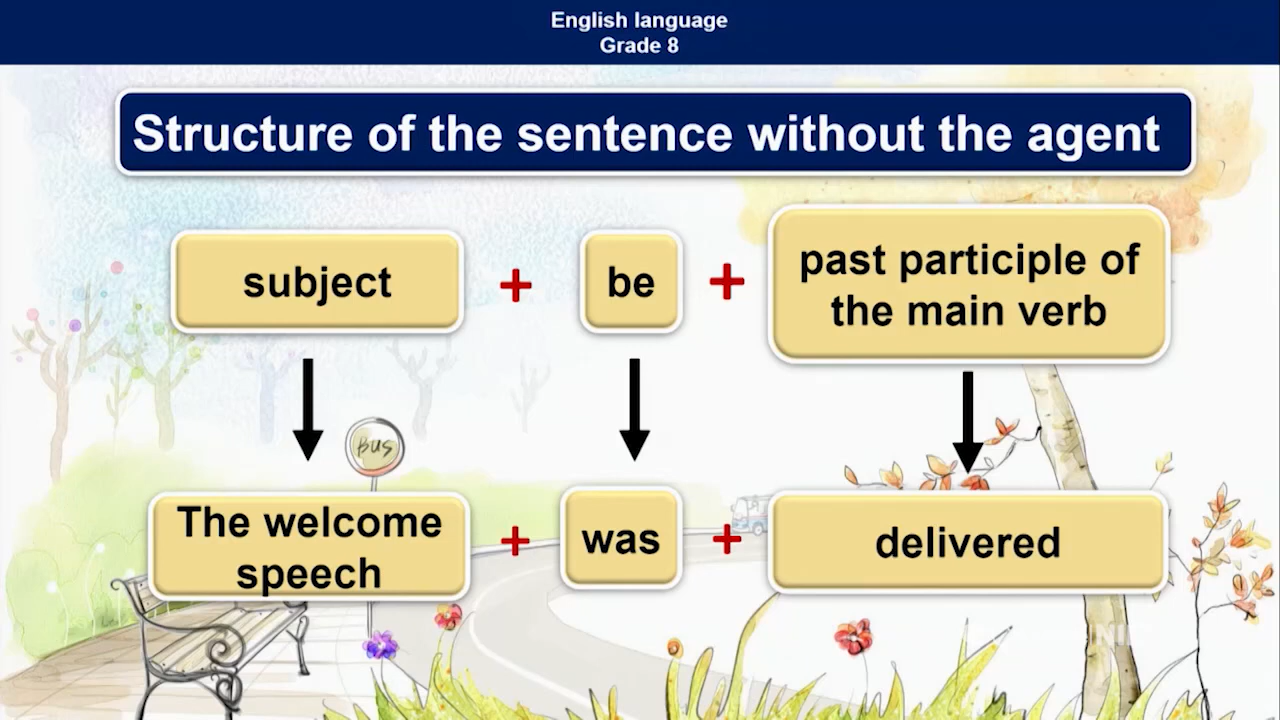 English language
Grade 8
Structure of the sentence without the agent
subject + be + past participle of
the main verb
BUS
The welcome
speech
+ was + delivered